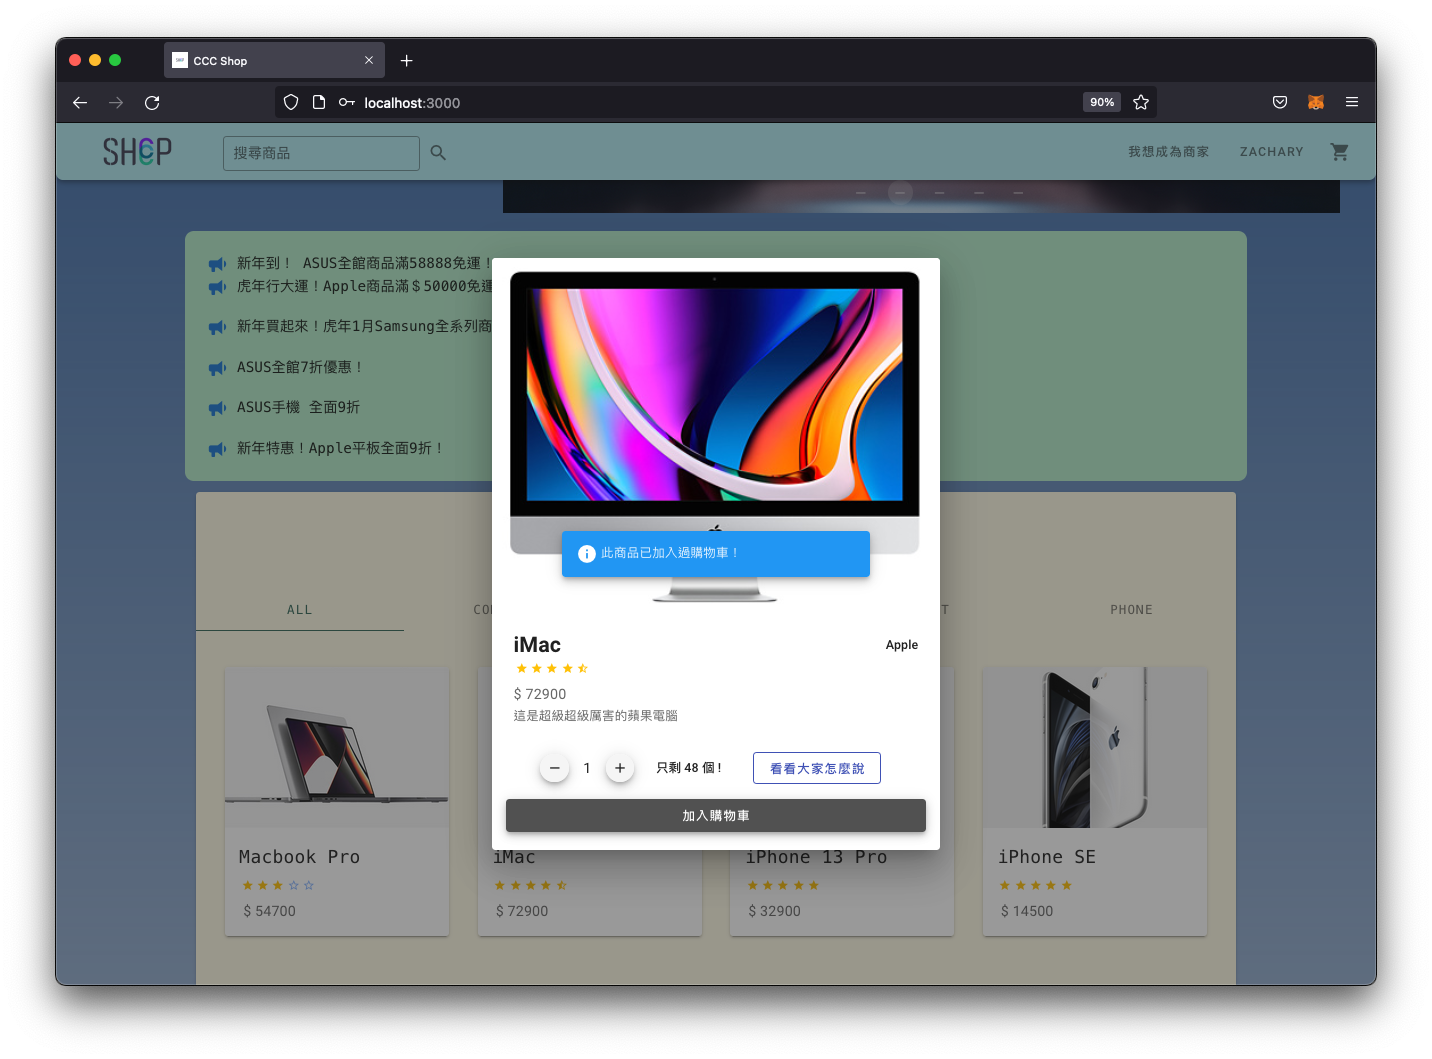 CCC Shop
localhost:3000
90%
SHOP
搜尋商品
我想成為商家
ZACHARY
新年到! ASUS全館商品滿58888免運!
虎年行大運!Apple商品滿$50000免運
新年買起來!虎年1月Samsung全系列商
ASUS全館7折優惠!
ASUS手機 全面9折
新年特惠!Apple平板全面9折!
此商品已加入過購物車!
ALL
PHONE
iMac
Apple
$ 72900
這是超級超級厲害的蘋果電腦
1
只剩 48 個!
看看大家怎麼說
加入購物車
Macbook Pro
iMac
iPhone 13 Pro
iPhone SE
$ 54700
$ 72900
$ 32900
$ 14500